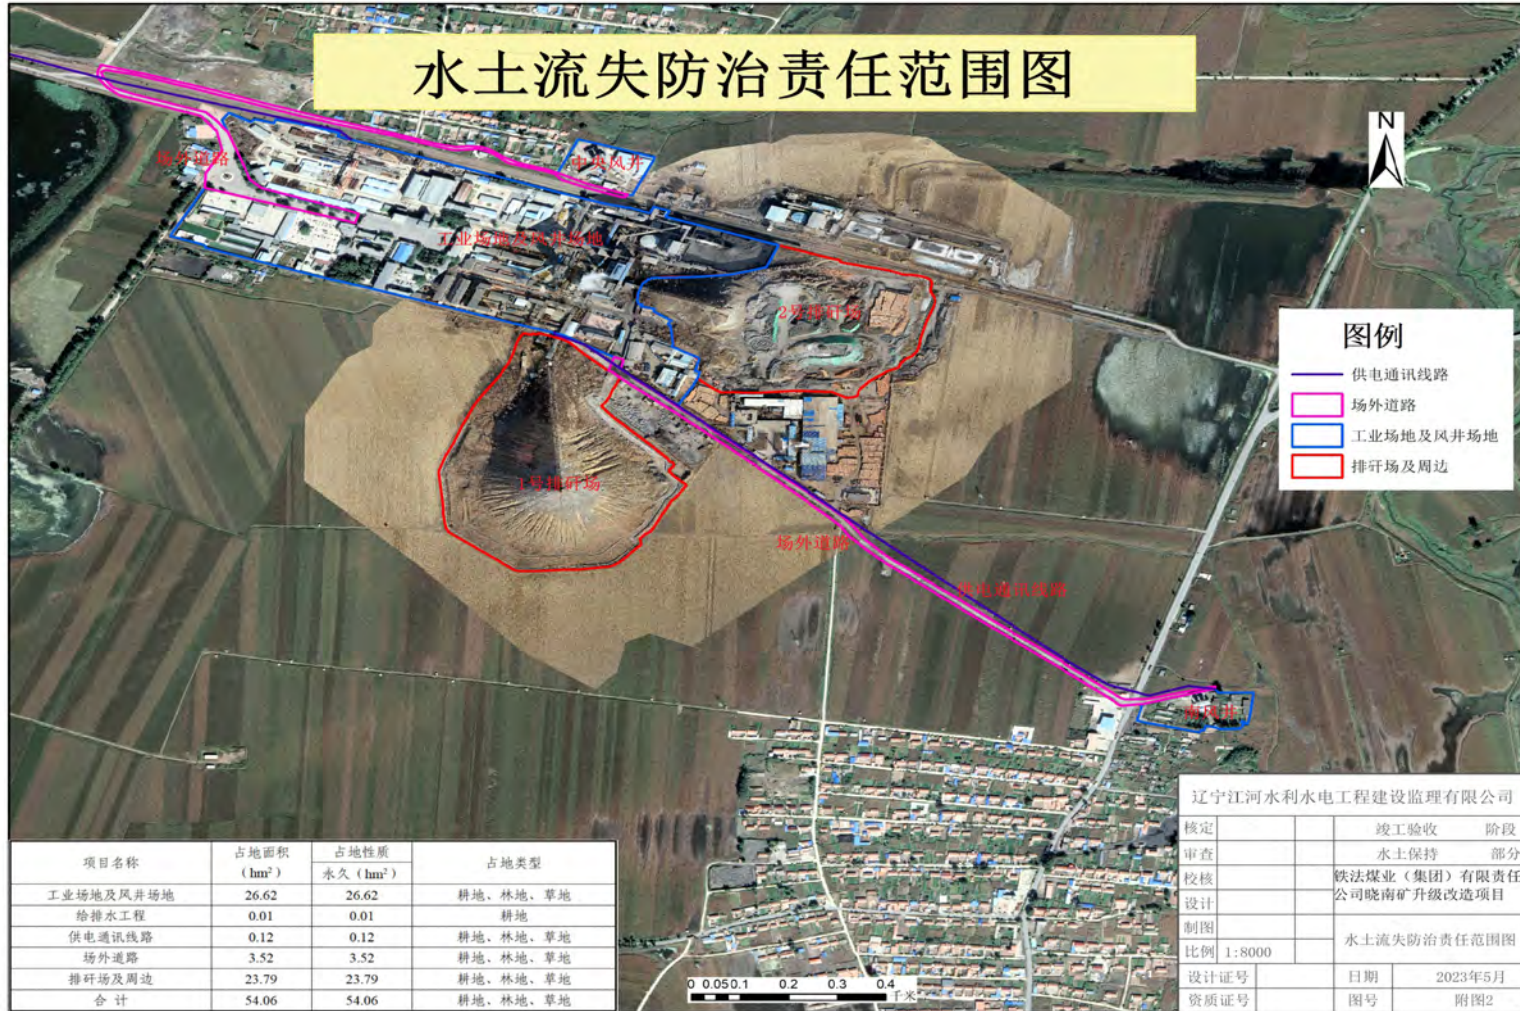 水土流失防治责任范围图
N
场外道路
中央风井
工业场地及风井场地
2号排矸场
图例
供电通讯线路
场外道路
工业场地及风井场地
排矸场及周边
1号排矸场
场外道路
供电通讯线路
南风井
项目名称 占地面积（hm²） 占地性质 永久（hm²） 占地类型
工业场地及风井场地 26.62 26.62 耕地、林地、草地
给排水工程 0.01 0.01 耕地
供电通讯线路 0.12 0.12 耕地、林地、草地
场外道路 3.52 3.52 耕地、林地、草地
排矸场及周边 23.79 23.79 耕地、林地、草地
合 计 54.06 54.06 耕地、林地、草地
0 0.05 0.1 0.2 0.3 0.4
千米
辽宁江河水利水电工程建设监理有限公司
核定 竣工验收 阶段
审查 水土保持 部分
校核 铁法煤业（集团）有限责任
设计 公司晓南矿升级改造项目
制图
水土流失防治责任范围图
比例 1:8000
设计证号 日期 2023年5月
资质证号 图号 附图2